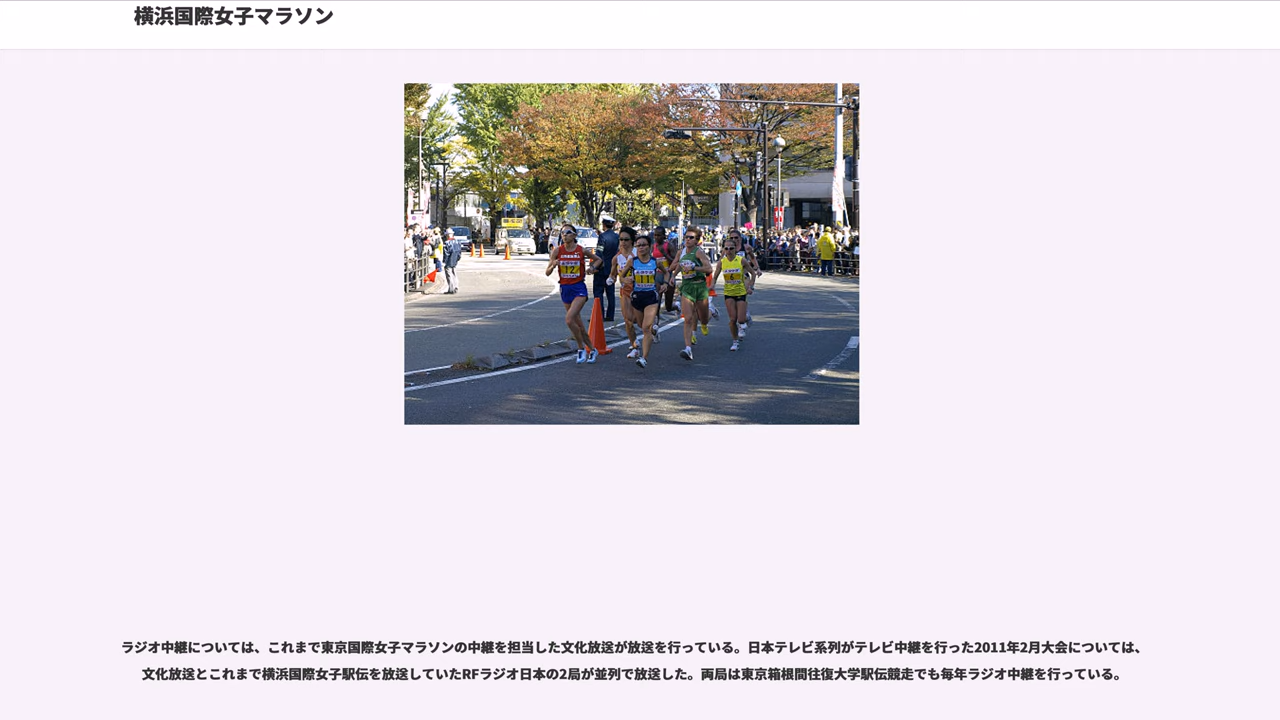 横浜国際女子マラソン
12
11
6
ラジオ中継については、これまで東京国際女子マラソンの中継を担当した文化放送が放送を行っている。日本テレビ系列がテレビ中継を行った2011年2月大会については、
文化放送とこれまで横浜国際女子駅伝を放送していたRFラジオ日本の2局が並列で放送した。両局は東京箱根間往復大学駅伝競走でも毎年ラジオ中継を行っている。